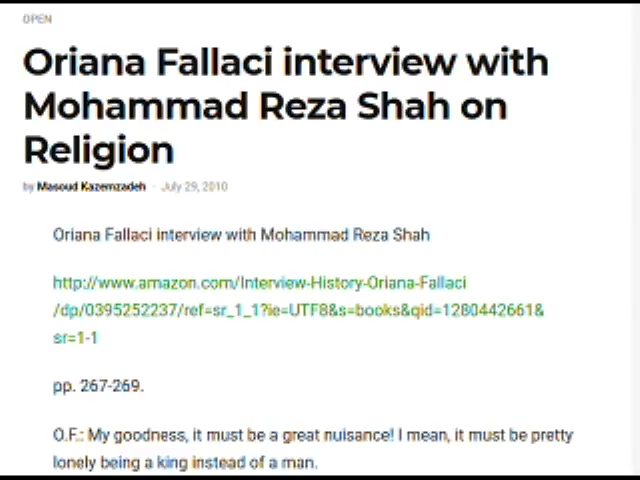 OPEN
Oriana Fallaci interview with
Mohammad Reza Shah on
Religion
by Masoud Kazemzadeh - July 29, 2010
Oriana Fallaci interview with Mohammad Reza Shah
http://www.amazon.com/Interview-History-Oriana-Fallaci
/dp/0395252237/ref=sr_1_1?ie=UTF8&s=books&qid=1280442661&
sr=1-1
pp. 267-269.
O.F.: My goodness, it must be a great nuisance! I mean, it must be pretty
lonely being a king instead of a man.